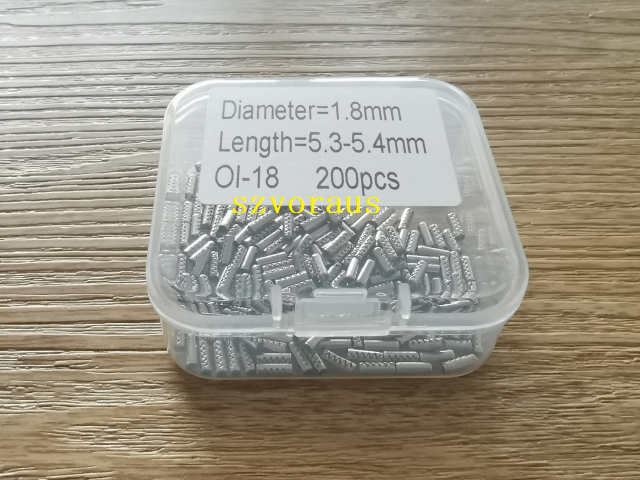 Diameter=1.8mm
Length=5.3-5.4mm
OI-18 200pcs
szvoraus